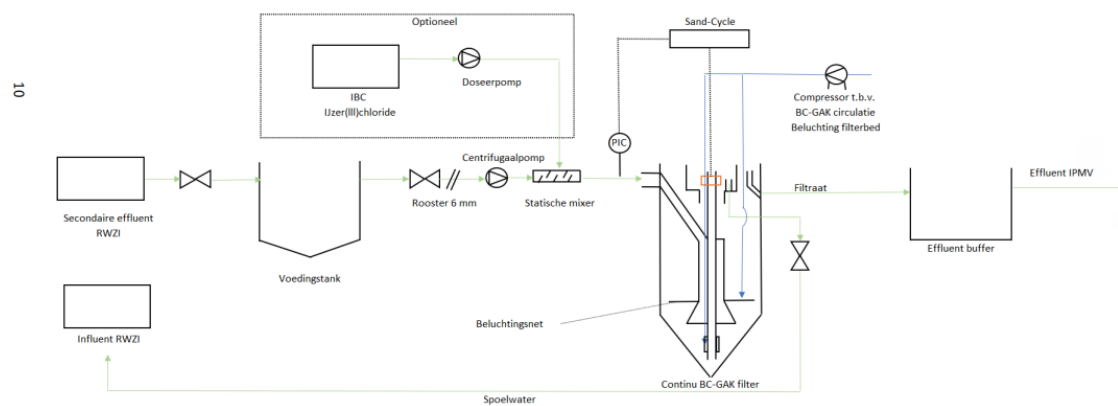 Optioneel
Sand-Cycle
IBC
IJzer(lll)chloride
Doseerpomp
Compressor t.b.v.
BC-GAK circulatie
Beluchting filterbed
10
PIC
Centrifugaalpomp
Secondaire effluent
RWZI
Rooster 6 mm
Statische mixer
Filtraat
Effluent IPMV
Effluent buffer
Voedingstank
Beluchtingsnet
Influent RWZI
Continu BC-GAK filter
Spoelwater